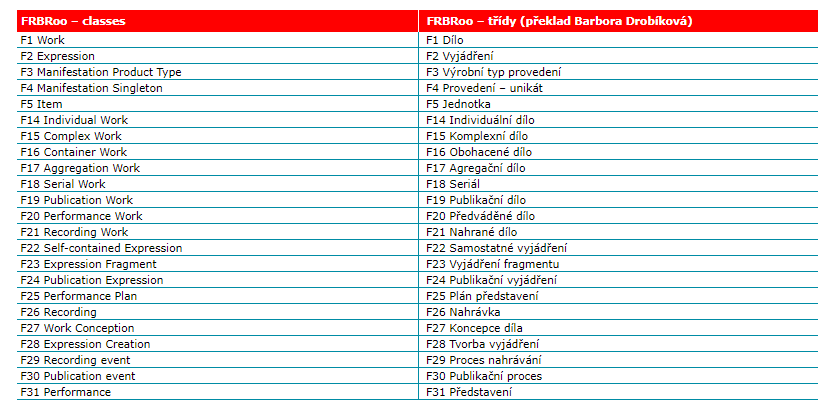 FRBRoo – classes FRBRoo – třídy (překlad Barbora Drobíková)
F1 Work F1 Dílo
F2 Expression F2 Vyjádření
F3 Manifestation Product Type F3 Výrobní typ provedení
F4 Manifestation Singleton F4 Provedení – unikát
F5 Item F5 Jednotka
F14 Individual Work F14 Individuální dílo
F15 Complex Work F15 Komplexní dílo
F16 Container Work F16 Obohacené dílo
F17 Aggregation Work F17 Agregační dílo
F18 Serial Work F18 Seriál
F19 Publication Work F19 Publikační dílo
F20 Performance Work F20 Předváděné dílo
F21 Recording Work F21 Nahrané dílo
F22 Self-contained Expression F22 Samostatné vyjádření
F23 Expression Fragment F23 Vyjádření fragmentu
F24 Publication Expression F24 Publikační vyjádření
F25 Performance Plan F25 Plán představení
F26 Recording F26 Nahrávka
F27 Work Conception F27 Koncepce díla
F28 Expression Creation F28 Tvorba vyjádření
F29 Recording event F29 Proces nahrávání
F30 Publication event F30 Publikační proces
F31 Performance F31 Představení